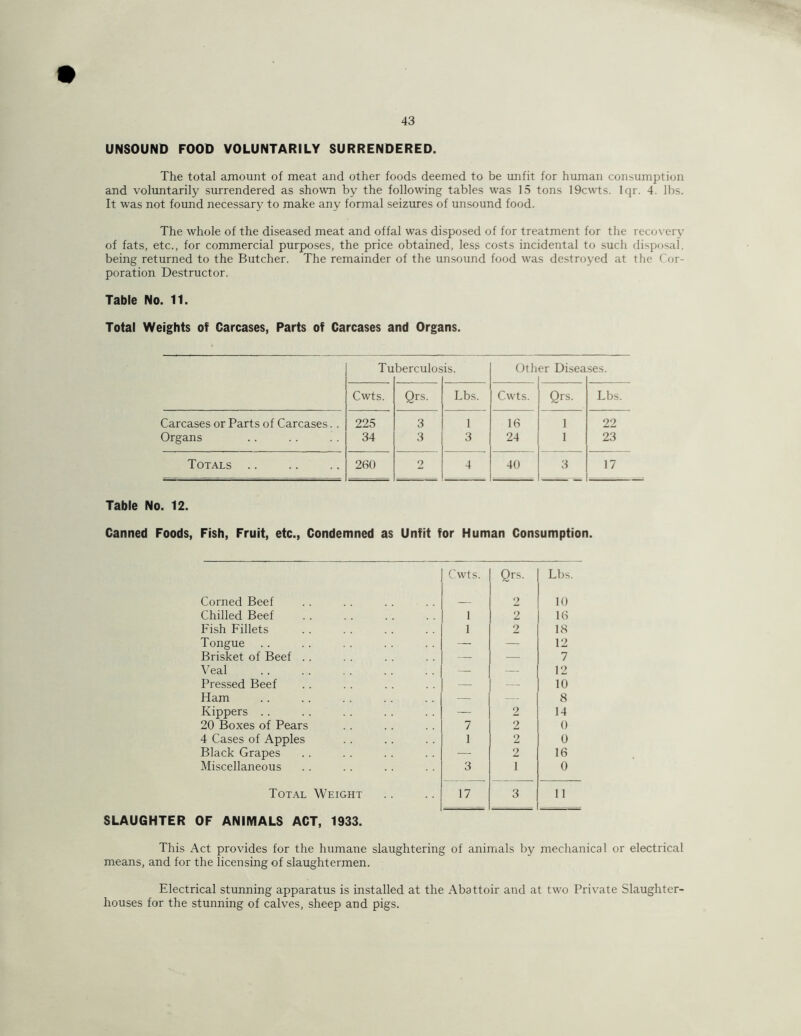 43
UNSOUND FOOD VOLUNTARILY SURRENDERED.
The total amount of meat and other foods deemed to be unfit for human consumption
and voluntarily surrendered as shown by the following tables was 15 tons 19cwts. 1qr. 4. lbs.
It was not found necessary to make any formal seizures of unsound food.
The whole of the diseased meat and offal was disposed of for treatment for the recovery
of fats, etc., for commercial purposes, the price obtained, less costs incidental to such disposal,
being returned to the Butcher. The remainder of the unsound food was destroyed at the Cor-
poration Destructor.
Table No. 11.
Total Weights of Carcases, Parts of Carcases and Organs.
Tuberculosis. Other Diseases.
Cwts. Qrs. Lbs. Cwts. Qrs. Lbs.
Carcases or Parts of Carcases. . 225 3 1 16 1 22
Organs . . . . . . 34 3 3 24 1 23
TOTALS . . . . . . 260 2 4 40 3 17
Table No. 12.
Canned Foods, Fish, Fruit, etc., Condemned as Unfit for Human Consumption.
Cwts. Qrs. Lbs.
Corned Beef . . . . . . . . — 2 10
Chilled Beef . . . . . . . . 1 2 16
Fish Fillets . . . . . . . . 1 2 18
Tongue . . . . . . . . . . — — 12
Brisket of Beef . . . . . . . . — — 7
Veal . . . . . . . . . . — — 12
Pressed Beef . . . . . . . . — — 10
Ham . . . . . . . . . . — — 8
Kippers . . . . . . . . . . — 2 14
20 Boxes of Pears . . . . . . 7 2 0
4 Cases of Apples . . . . . . 1 2 0
Black Grapes . . . . . . . . — 2 16
Miscellaneous . . . . . . . . 3 1 0
TOTAL WEIGHT . . . . 17 3 11
SLAUGHTER OF ANIMALS ACT, 1933.
This Act provides for the humane slaughtering of animals by mechanical or electrical
means, and for the licensing of slaughtermen.
Electrical stunning apparatus is installed at the Abattoir and at two Private Slaughter-
houses for the stunning of calves, sheep and pigs.